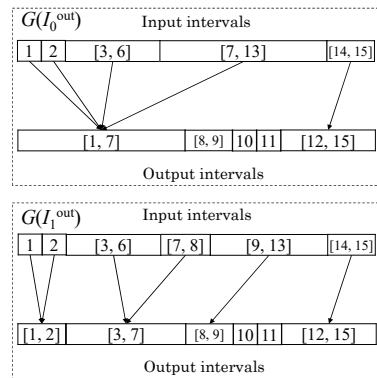 G(I₀ᵒᵘᵗ) Input intervals
1 2 [3, 6] [7, 13] [14, 15]
[1, 7] [8, 9] 10 11 [12, 15]
Output intervals
G(I₁ᵒᵘᵗ) Input intervals
1 2 [3, 6] [7, 8] [9, 13] [14, 15]
[1, 2] [3, 7] [8, 9] 10 11 [12, 15]
Output intervals